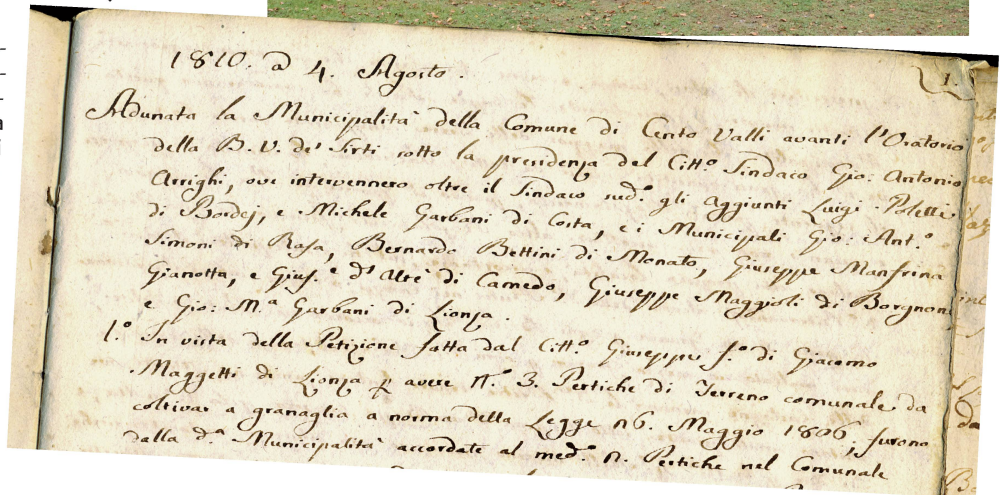 1810. a 4. Agosto.
1.
Adunata la Municipalità della Comune di Cento Valli avanti l'Oratorio
della B. V. de' Sirti sotto la presidenza del Citt.º Sindaco Gio: Antonio
Arrighi, ove intervennero oltre il Sindaco sud.º gli Aggiunti Luigi Poletti
di Bordej, e Michele Garbani di Costa, e i Municipali Gio: Ant.º
Simoni di Rasa, Bernardo Bettini di Monato, Giuseppe Manfrina
Gianotta, e Gius.e d'Alrè di Camedo, Giuseppe Maggioli di Borgnon
e Gio: M.a Garbani di Lionza.
1.º In vista della Petizione fatta dal Citt.º Giuseppe f.º di Giacomo
Maggetti di Lionza p avere N.º 3. Pertiche di Terreno comunale da
coltivar a granaglia a norma della Legge 26. Maggio 1806, furono
dalla d.a Municipalità accordate al med.º n. Pertiche nel Comunale